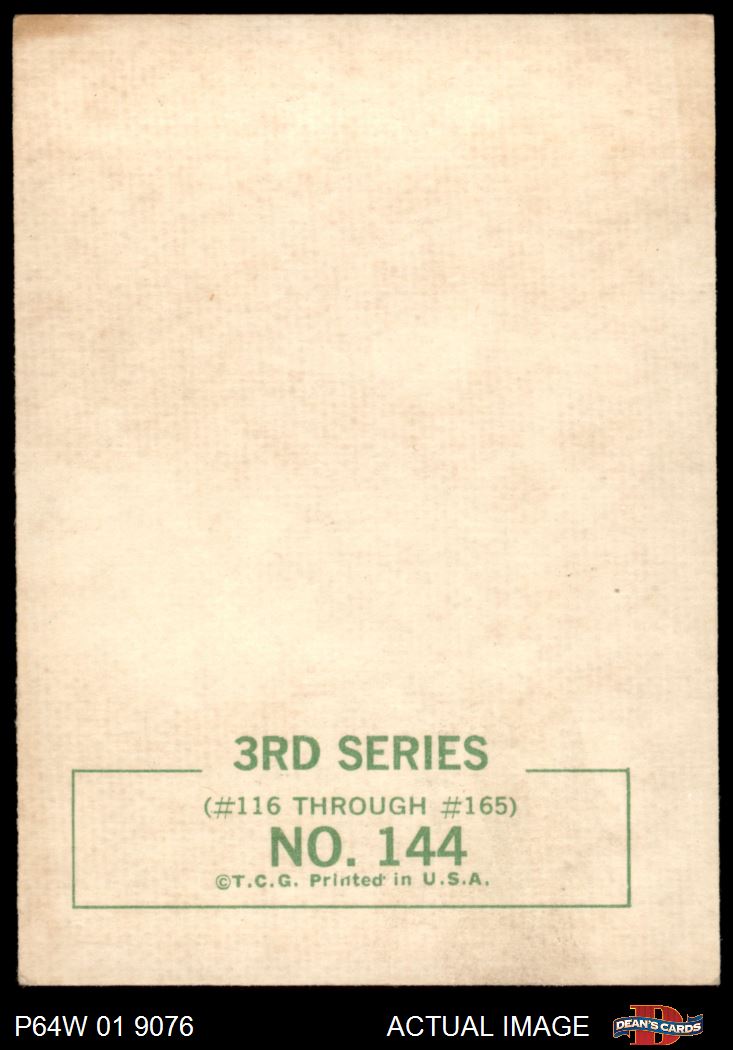 3RD SERIES
(#116 THROUGH #165)
NO. 144
©T.C.G. Printed in U.S.A.
P64W 01 9076
ACTUAL IMAGE
D
DEAN'S CARDS